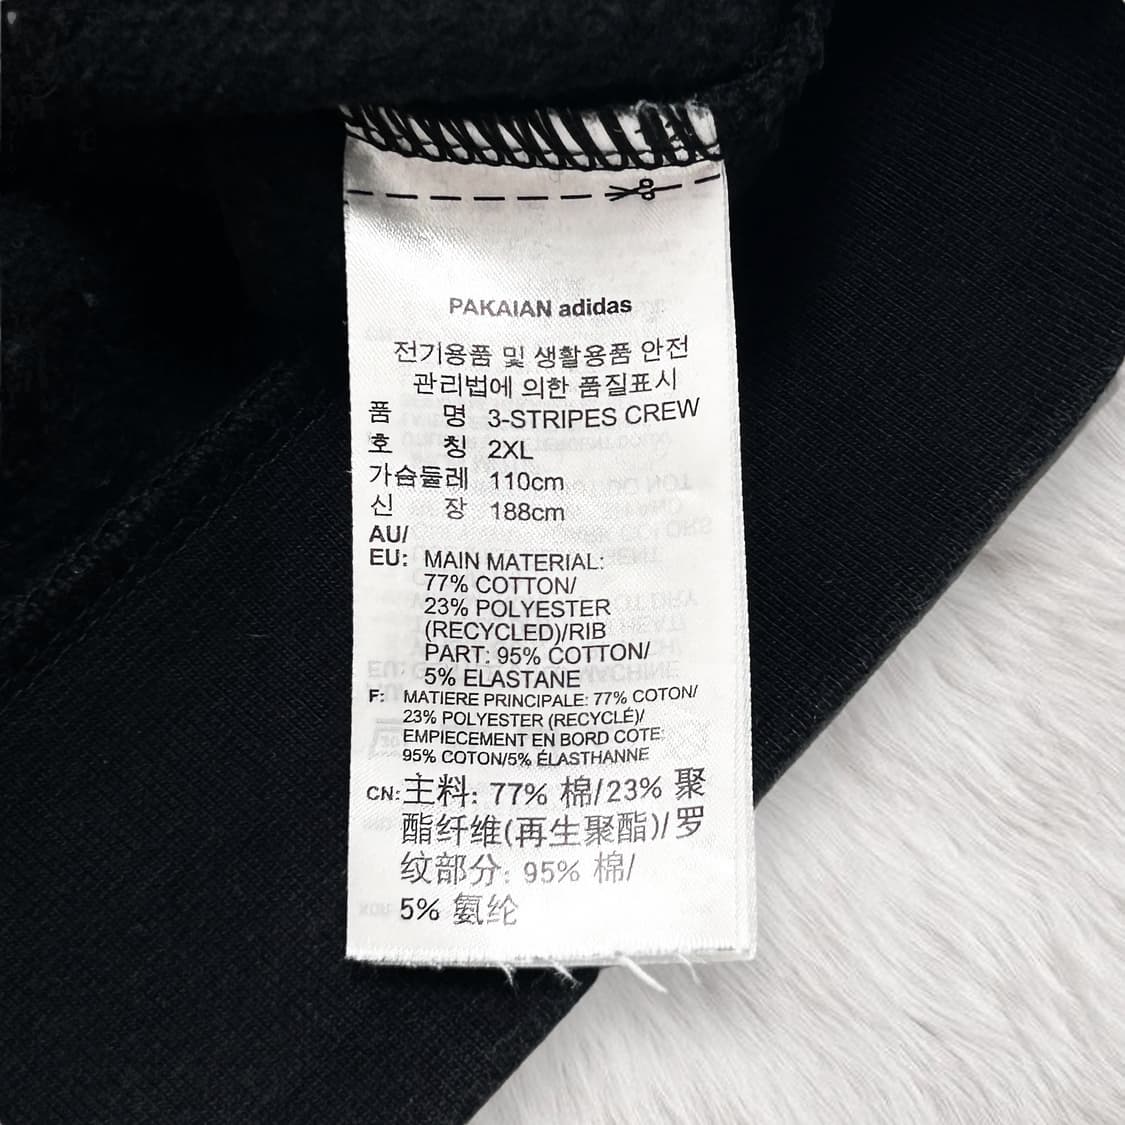 PAKAIAN adidas
전기용품 및 생활용품 안전
관리법에 의한 품질표시
품 명 3-STRIPES CREW
호 칭 2XL
가슴둘레 110cm
신 장 188cm
AU/
EU: MAIN MATERIAL:
77% COTTON/
23% POLYESTER
(RECYCLED)/RIB
PART: 95% COTTON/
5% ELASTANE
F: MATIERE PRINCIPALE: 77% COTON/
23% POLYESTER (RECYCLÉ)/
EMPIECEMENT EN BORD COTE:
95% COTON/5% ÉLASTHANNE
CN: 主料: 77% 棉/23% 聚
酯纤维(再生聚酯)/罗
纹部分: 95% 棉/
5% 氨纶